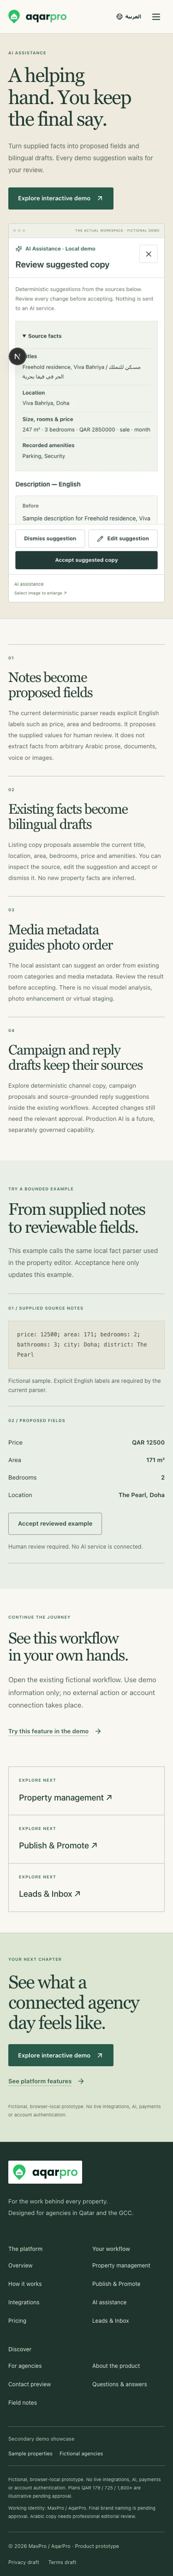 aqarpro
العربية
AI ASSISTANCE
A helping
hand. You keep
the final say.
Turn supplied facts into proposed fields and
bilingual drafts. Every demo suggestion waits for
your review.
Explore interactive demo ↗
THE ACTUAL WORKSPACE · FICTIONAL DEMO
AI Assistance · Local demo
Review suggested copy
Deterministic suggestions from the sources below.
Review every change before accepting. Nothing is sent
to an AI service.
▼ Source facts
N
ities
Freehold residence, Viva Bahriya / مسكن للتملك
الحر في فيفا بحرية
Location
Viva Bahriya, Doha
Size, rooms & price
247 m² · 3 bedrooms · QAR 2850000 · sale · month
Recorded amenities
Parking, Security
Description — English
Before
Sample description for Freehold residence, Viva
Dismiss suggestion
Edit suggestion
Accept suggested copy
AI assistance
Select image to enlarge ↗
01
Notes become
proposed fields
The current deterministic parser reads explicit English
labels such as price, area and bedrooms. It proposes
the supplied values for human review. It does not
extract facts from arbitrary Arabic prose, documents,
voice or images.
02
Existing facts become
bilingual drafts
Listing copy proposals assemble the current title,
location, area, bedrooms, price and amenities. You can
inspect the sources, edit the suggestion and accept or
dismiss it. No new property facts are inferred.
03
Media metadata
guides photo order
The local assistant can suggest an order from existing
room categories and media metadata. Review the result
before accepting. There is no visual model analysis,
photo enhancement or virtual staging.
04
Campaign and reply
drafts keep their sources
Explore deterministic channel copy, campaign
proposals and source-grounded reply suggestions
inside the existing workflows. Accepted changes still
need the relevant approval. Production AI is a future,
separately governed capability.
TRY A BOUNDED EXAMPLE
From supplied notes
to reviewable fields.
This example calls the same local fact parser used
in the property editor. Acceptance here only
updates this example.
01 / SUPPLIED SOURCE NOTES
price: 12500; area: 171; bedrooms: 2;
bathrooms: 3; city: Doha; district: The
Pearl
Fictional sample. Explicit English labels are required by the
current parser.
02 / PROPOSED FIELDS
Price QAR 12500
Area 171 m²
Bedrooms 2
Location The Pearl, Doha
Accept reviewed example
Human review required. No AI service is connected.
CONTINUE THE JOURNEY
See this workflow
in your own hands.
Open the existing fictional workflow. Use demo
information only; no external action or account
connection takes place.
Try this feature in the demo →
EXPLORE NEXT
Property management ↗
EXPLORE NEXT
Publish & Promote ↗
EXPLORE NEXT
Leads & Inbox ↗
YOUR NEXT CHAPTER
See what a
connected agency
day feels like.
Explore interactive demo ↗
See platform features →
Fictional, browser-local prototype. No live integrations, AI, payments
or account authentication.
aqarpro
For the work behind every property.
Designed for agencies in Qatar and the GCC.
The platform
Overview
How it works
Integrations
Pricing
Your workflow
Property management
Publish & Promote
AI assistance
Leads & Inbox
Discover
For agencies
About the product
Contact preview
Questions & answers
Field notes
Secondary demo showcase
Sample properties Fictional agencies
Fictional, browser-local prototype. No live integrations, AI, payments
or account authentication. Plans QAR 179 / 725 / 1,800+ are
illustrative pending approval.
Working identity: MaxPro / AqarPro. Final brand naming is pending
approval. Arabic copy needs professional editorial review.
© 2026 MaxPro / AqarPro · Product prototype
Privacy draft Terms draft